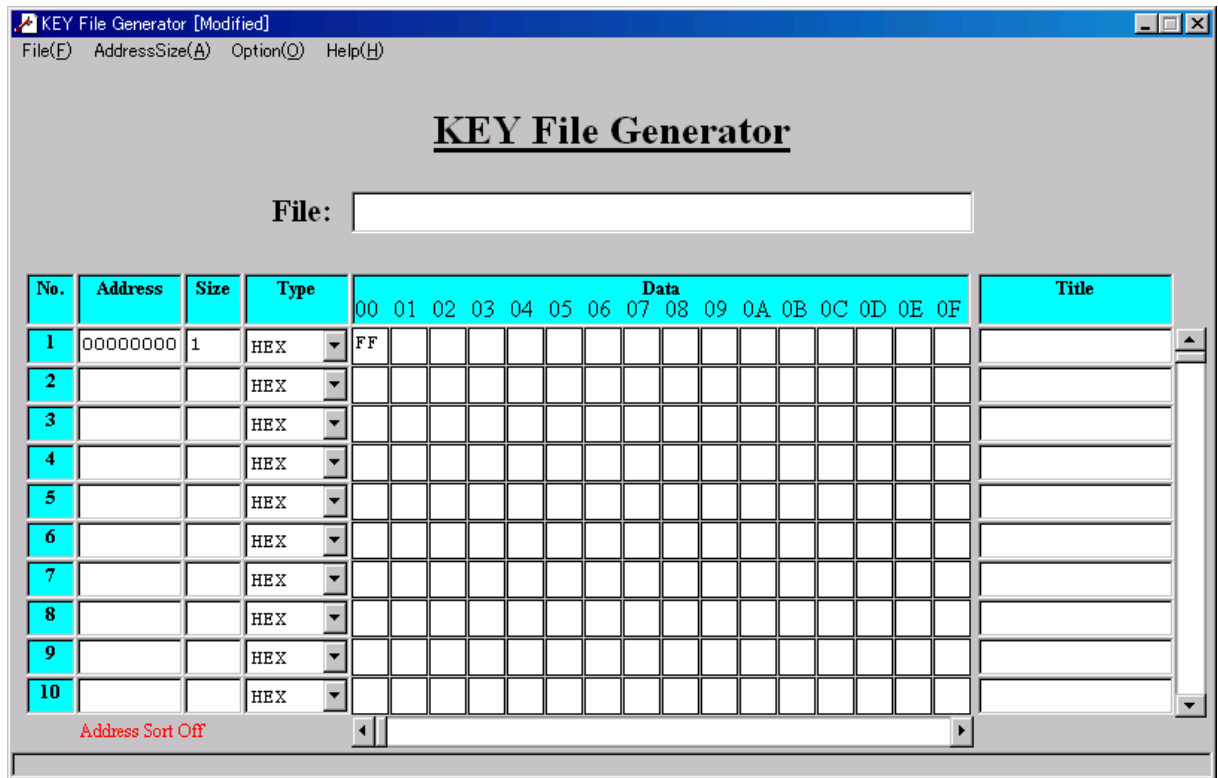 KEY File Generator [Modified]
File(F) AddressSize(A) Option(O) Help(H)
KEY File Generator
File:
No. Address Size Type Data Title
00 01 02 03 04 05 06 07 08 09 0A 0B 0C 0D 0E 0F
1 00000000 1 HEX FF
2 HEX
3 HEX
4 HEX
5 HEX
6 HEX
7 HEX
8 HEX
9 HEX
10 HEX
Address Sort Off